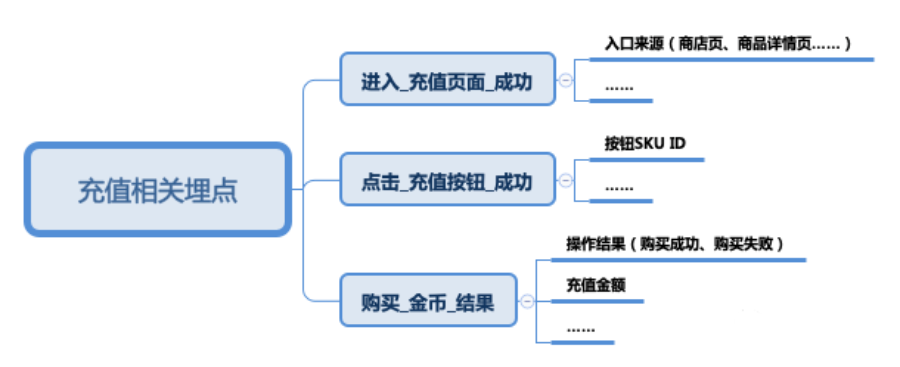 充值相关埋点
进入_充值页面_成功
入口来源（商店页、商品详情页……）
……
点击_充值按钮_成功
按钮SKU ID
……
购买_金币_结果
操作结果（购买成功、购买失败）
充值金额
……